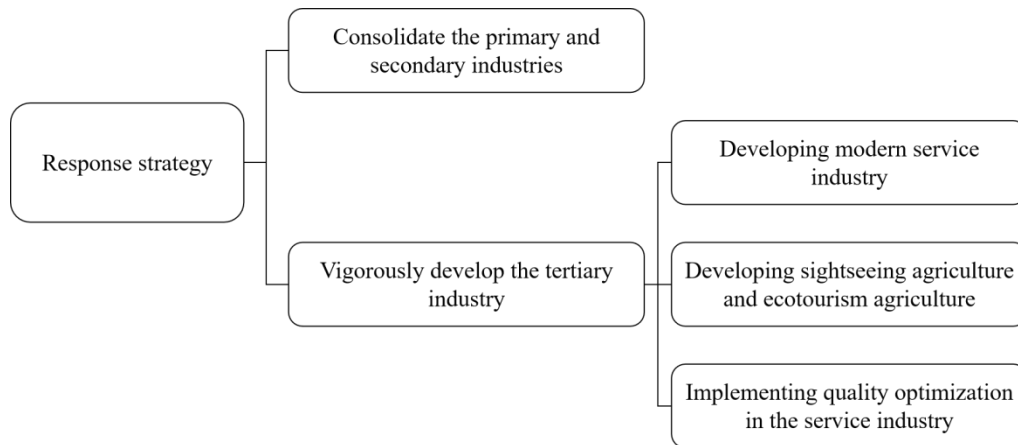 Consolidate the primary and
secondary industries
Response strategy
Vigorously develop the tertiary
industry
Developing modern service
industry
Developing sightseeing agriculture
and ecotourism agriculture
Implementing quality optimization
in the service industry